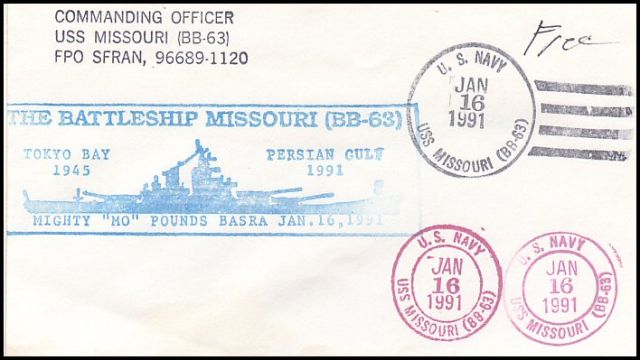 COMMANDING OFFICER
USS MISSOURI (BB-63)
FPO SFRAN, 96689-1120
Free
U. S. NAVY
JAN
16
1991
USS MISSOURI (BB-63)
THE BATTLESHIP MISSOURI (BB-63)
TOKYO BAY
1945
PERSIAN GULF
1991
MIGHTY "MO" POUNDS BASRA JAN.16,1991
U.S. NAVY
JAN
16
1991
USS MISSOURI (BB-63)
U.S. NAVY
JAN
16
1991
USS MISSOURI (BB-63)